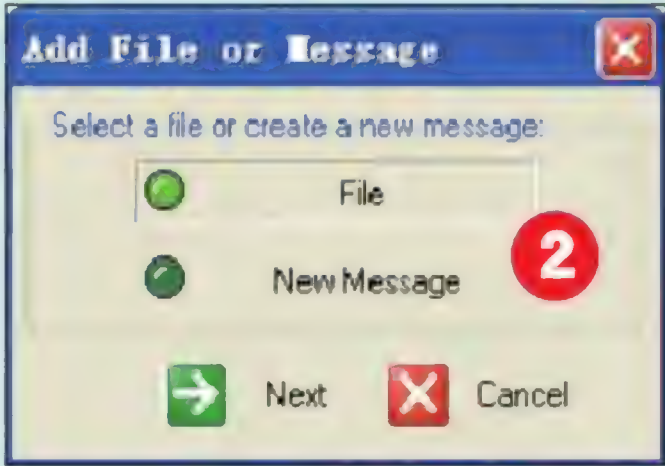 Add File or Message
Select a file or create a new message:
File
2
New Message
Next Cancel